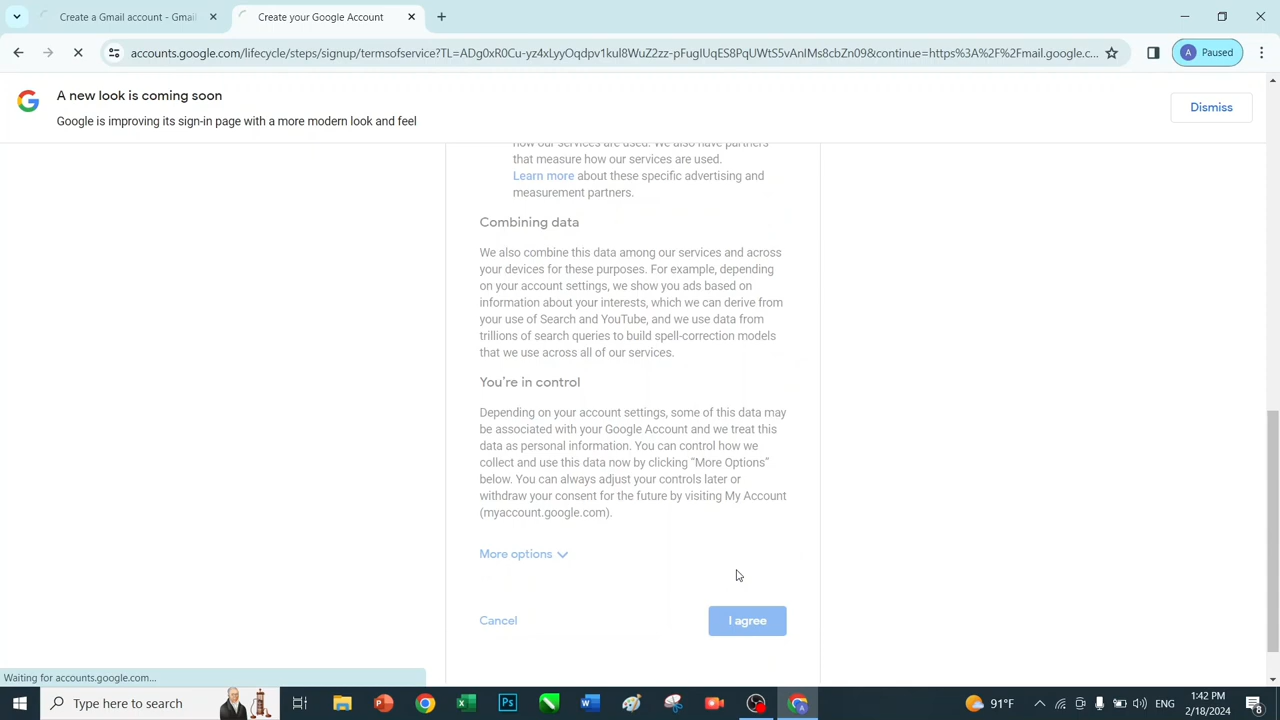 Create a Gmail account - Gmail
Create your Google Account
accounts.google.com/lifecycle/steps/signup/termsofservice?TL=ADg0xR0Cu-yz4xLyyOqdpv1kul8Wu2Zzz-pFugIUqES8PqUWtS5vAnIMs8cbZn09&continue=https%3A%2F%2Fmail.google.c...
A
Paused
A new look is coming soon
Google is improving its sign-in page with a more modern look and feel
Dismiss
how our services are used. We also have partners
that measure how our services are used.
Learn more about these specific advertising and
measurement partners.
Combining data
We also combine this data among our services and across
your devices for these purposes. For example, depending
on your account settings, we show you ads based on
information about your interests, which we can derive from
your use of Search and YouTube, and we use data from
trillions of search queries to build spell-correction models
that we use across all of our services.
You're in control
Depending on your account settings, some of this data may
be associated with your Google Account and we treat this
data as personal information. You can control how we
collect and use this data now by clicking “More Options”
below. You can always adjust your controls later or
withdraw your consent for the future by visiting My Account
(myaccount.google.com).
More options
Cancel
I agree
Waiting for accounts.google.com...
Type here to search
91°F
ENG
1:42 PM
2/18/2024
8